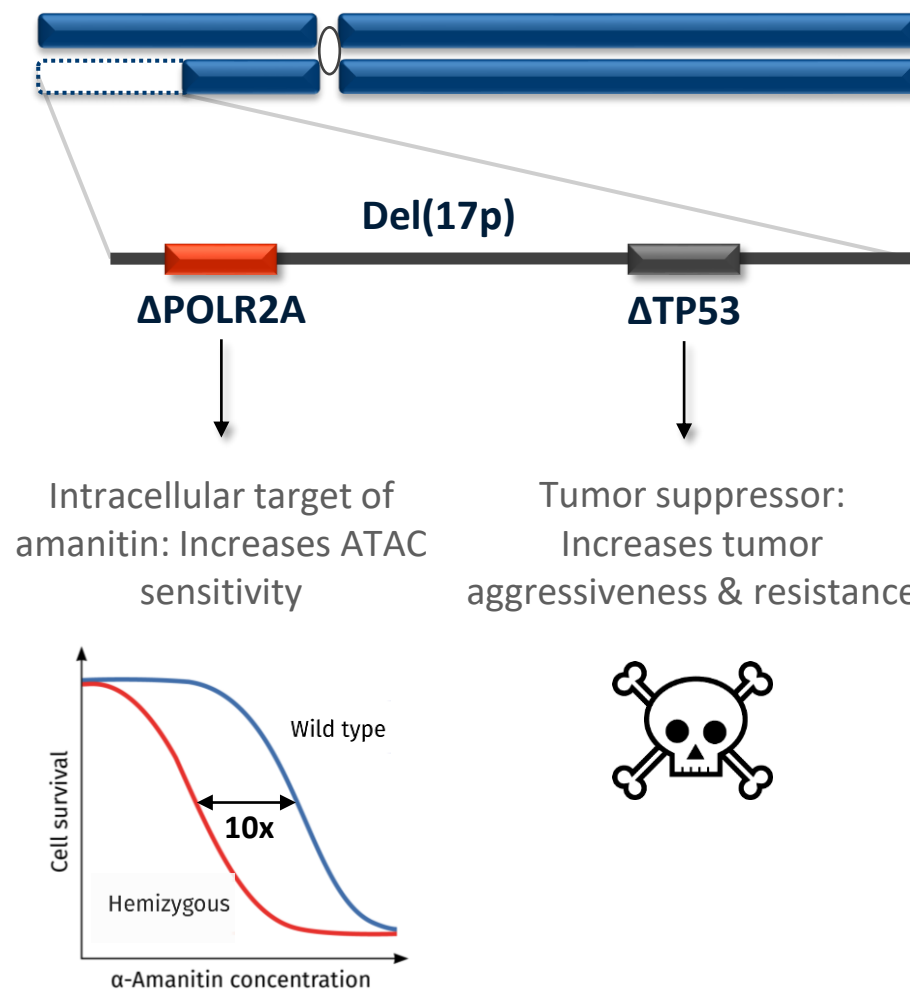 Del(17p)
ΔPOLR2A
ΔTP53
Intracellular target of
amanitin: Increases ATAC
sensitivity
Tumor suppressor:
Increases tumor
aggressiveness & resistance
Cell survival
Wild type
10x
Hemizygous
α-Amanitin concentration